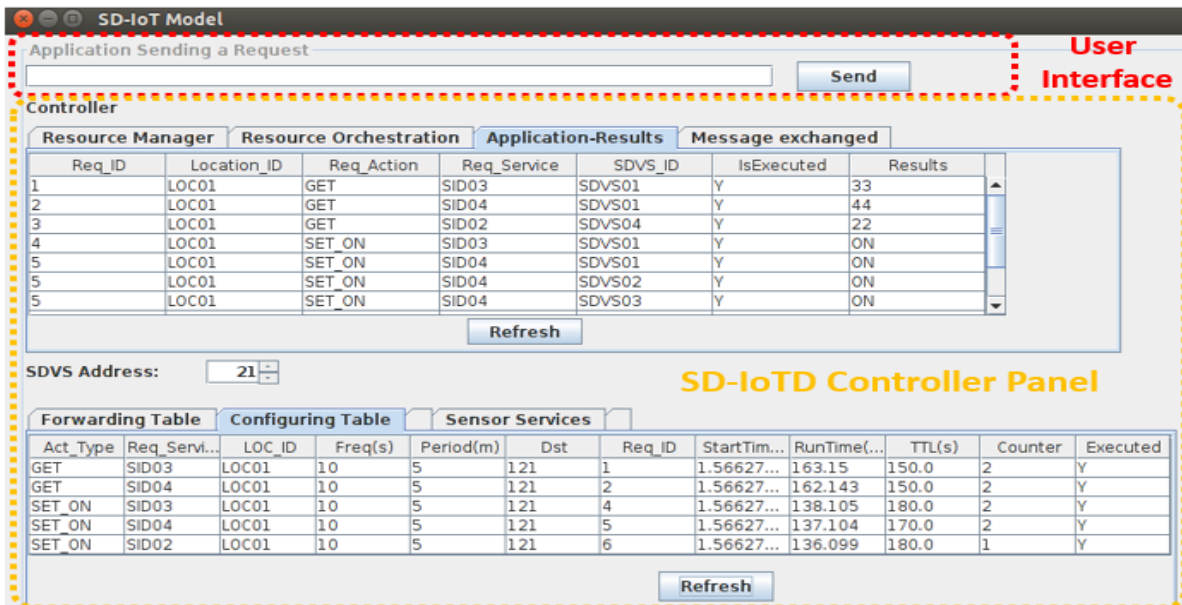 SD-IoT Model
Application Sending a Request
User Interface
Send
Controller
Resource Manager Resource Orchestration Application-Results Message exchanged
Req_ID Location_ID Req_Action Req_Service SDVS_ID IsExecuted Results
1 LOC01 GET SID03 SDVS01 Y 33
2 LOC01 GET SID04 SDVS01 Y 44
3 LOC01 GET SID02 SDVS04 Y 22
4 LOC01 SET_ON SID03 SDVS01 Y ON
5 LOC01 SET_ON SID04 SDVS01 Y ON
5 LOC01 SET_ON SID04 SDVS02 Y ON
5 LOC01 SET_ON SID04 SDVS03 Y ON
Refresh
SDVS Address: 21
SD-IoTD Controller Panel
Forwarding Table Configuring Table Sensor Services
Act_Type Req_Servi... LOC_ID Freq(s) Period(m) Dst Req_ID StartTim... RunTime(... TTL(s) Counter Executed
GET SID03 LOC01 10 5 121 1 1.56627... 163.15 150.0 2 Y
GET SID04 LOC01 10 5 121 2 1.56627... 162.143 150.0 2 Y
SET_ON SID03 LOC01 10 5 121 4 1.56627... 138.105 180.0 2 Y
SET_ON SID04 LOC01 10 5 121 5 1.56627... 137.104 170.0 2 Y
SET_ON SID02 LOC01 10 5 121 6 1.56627... 136.099 180.0 1 Y
Refresh